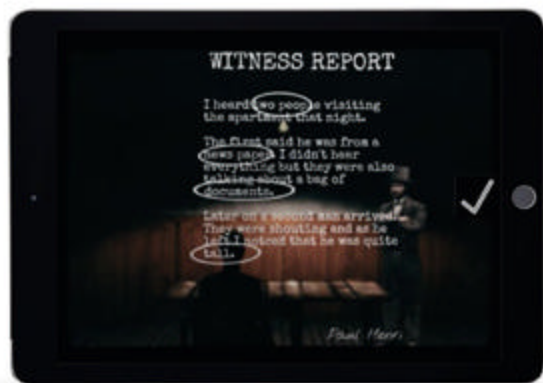 WITNESS REPORT
I heard two people visiting
the apartment that night.
The first said he was from a
news paper. I didn't hear
everything but they were also
talking about a bag of
documents.
Later on a second man arrived.
They were shouting and as he
left I noticed that he was quite
tall.
Paul Henri